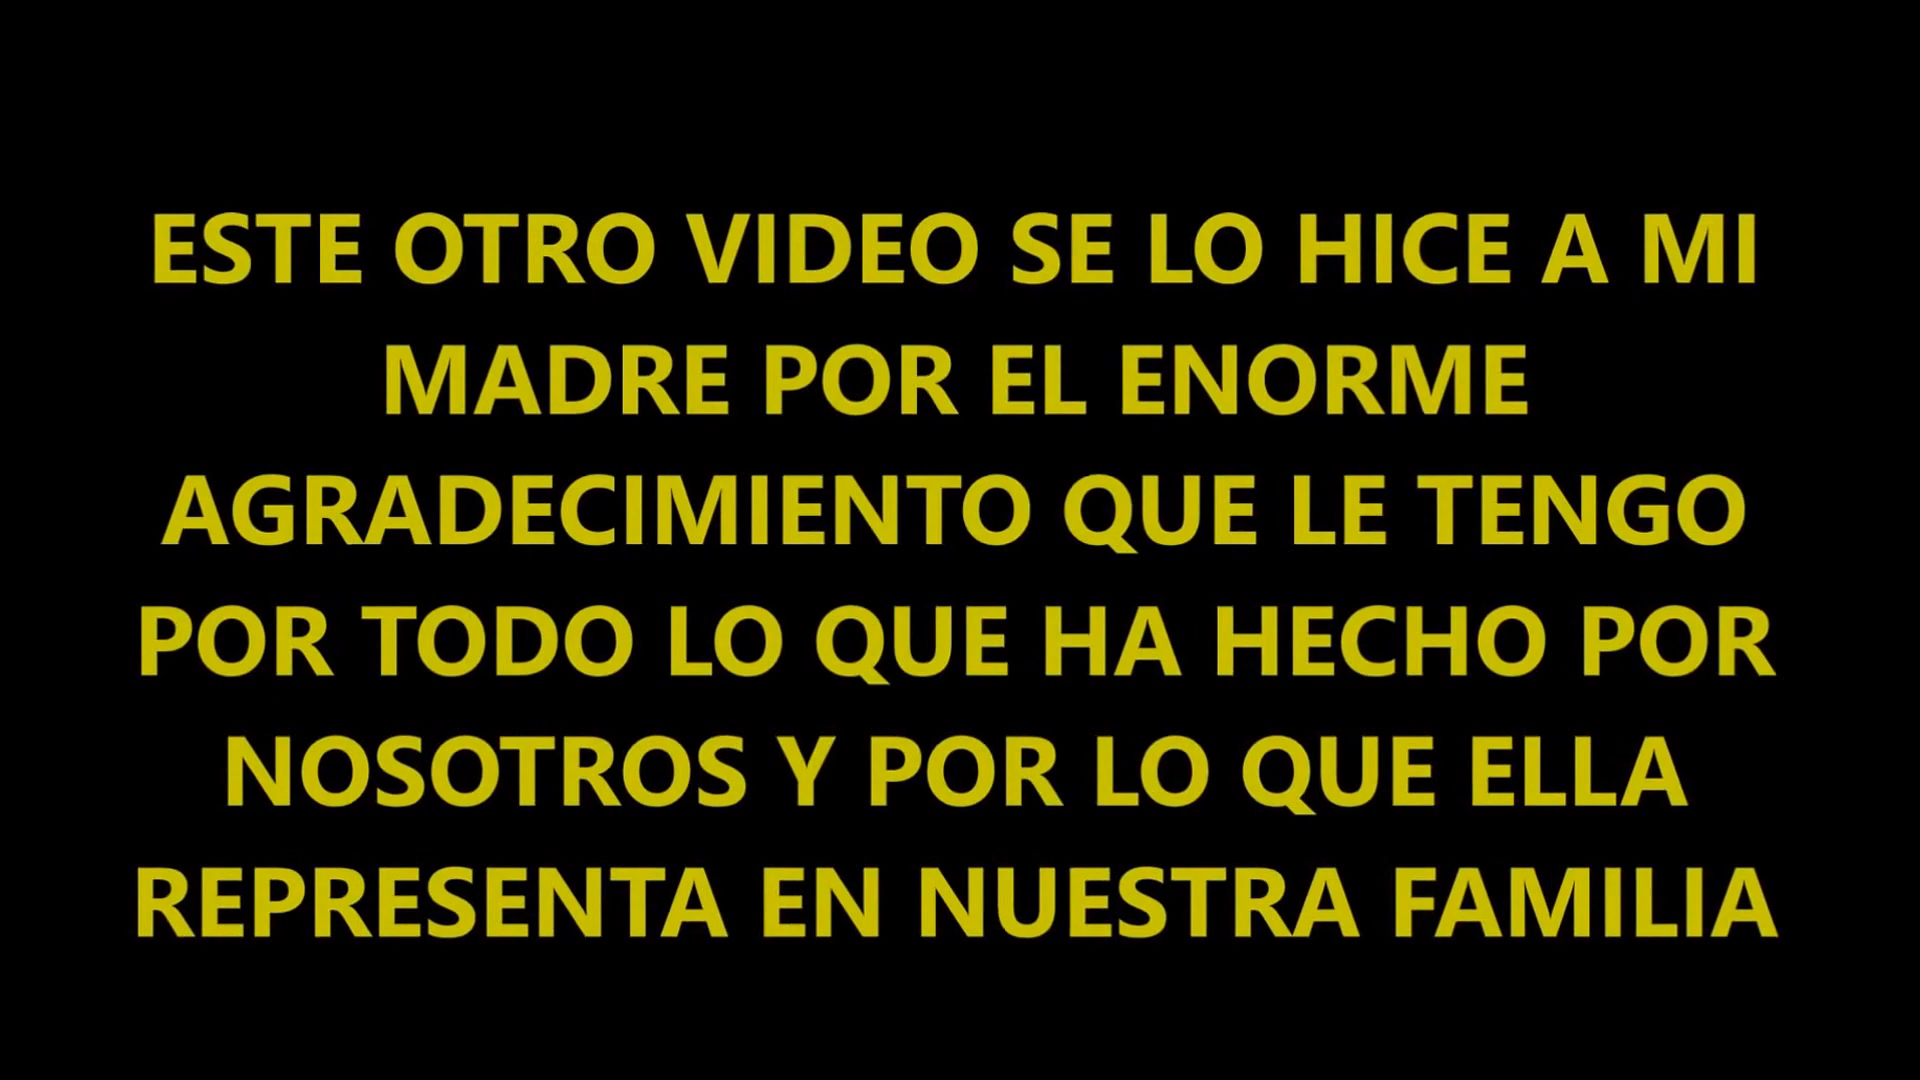 ESTE OTRO VIDEO SE LO HICE A MI
MADRE POR EL ENORME
AGRADECIMIENTO QUE LE TENGO
POR TODO LO QUE HA HECHO POR
NOSOTROS Y POR LO QUE ELLA
REPRESENTA EN NUESTRA FAMILIA